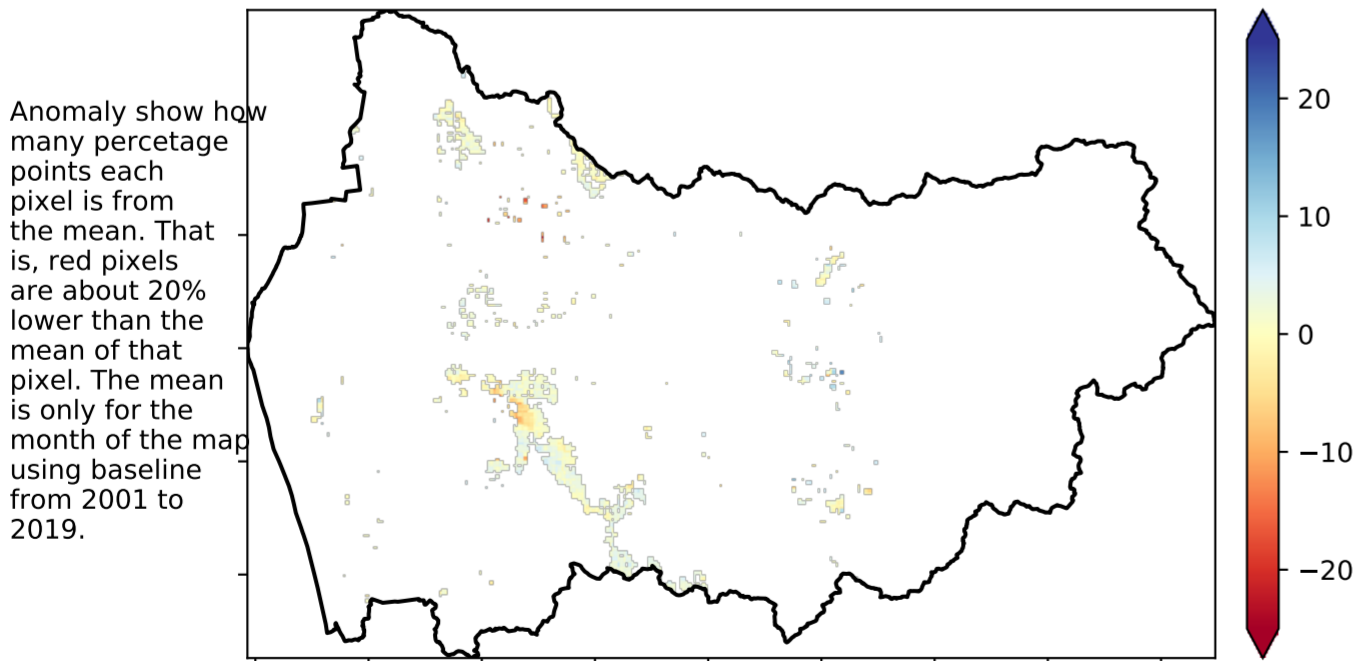 Anomaly show how
many percetage
points each
pixel is from
the mean. That
is, red pixels
are about 20%
lower than the
mean of that
pixel. The mean
is only for the
month of the map
using baseline
from 2001 to
2019.
20
10
0
−10
−20